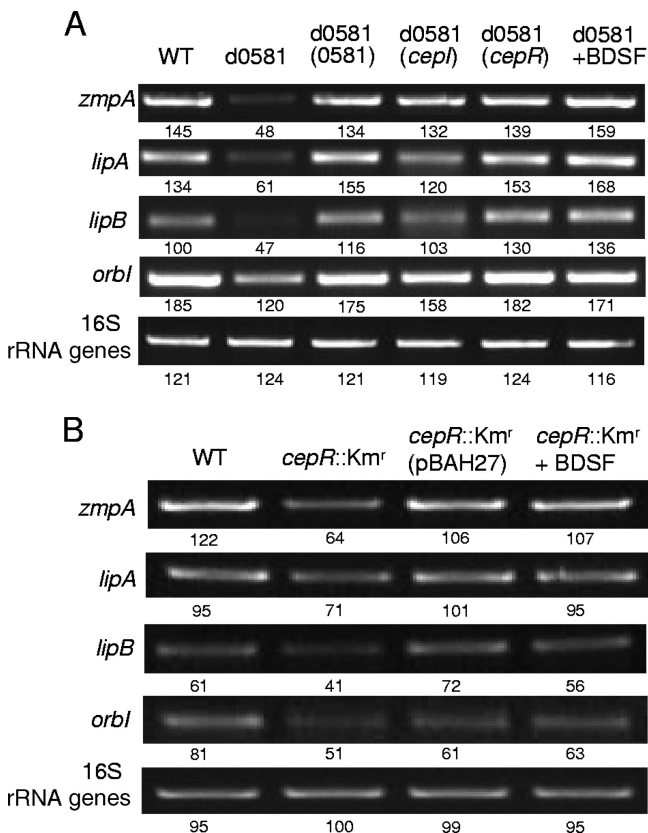 A
WT d0581 d0581 (0581) d0581 (cepI) d0581 (cepR) d0581 +BDSF
zmpA
145 48 134 132 139 159
lipA
134 61 155 120 153 168
lipB
100 47 116 103 130 136
orbI
185 120 175 158 182 171
16S
rRNA genes
121 124 121 119 124 116
B
WT cepR::Kmʳ cepR::Kmʳ (pBAH27) cepR::Kmʳ + BDSF
zmpA
122 64 106 107
lipA
95 71 101 95
lipB
61 41 72 56
orbI
81 51 61 63
16S
rRNA genes
95 100 99 95